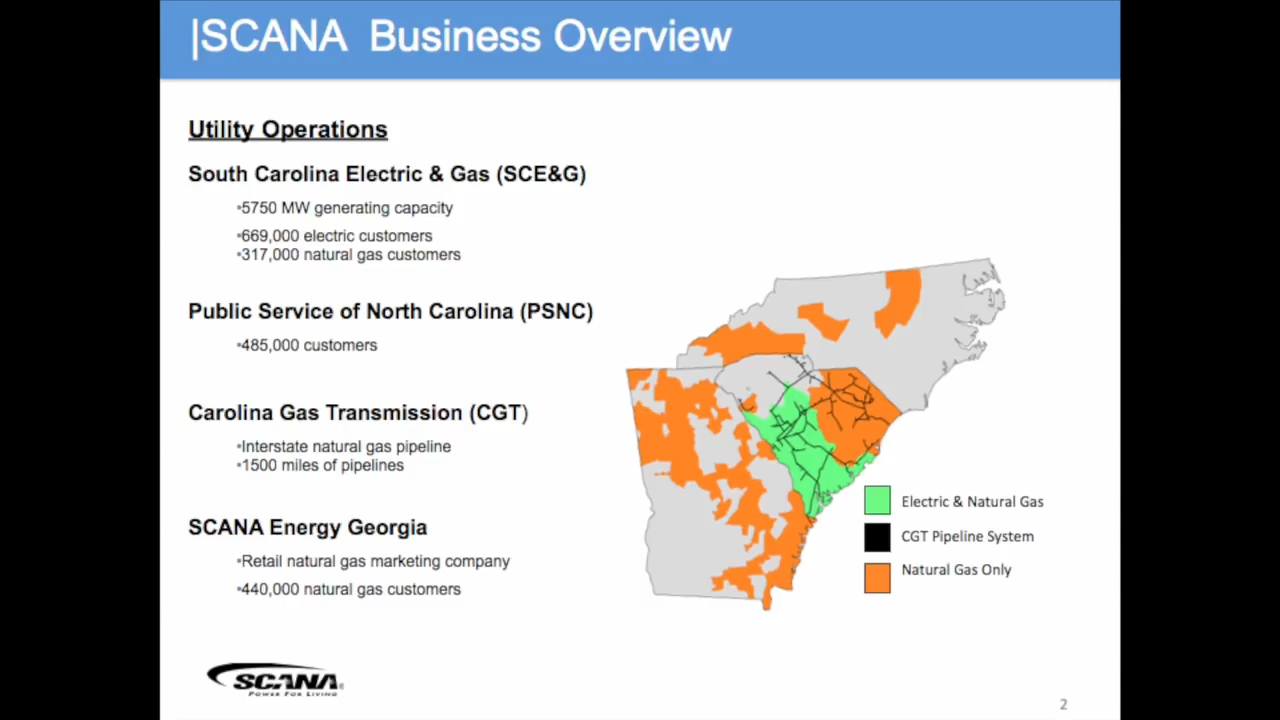 |SCANA Business Overview
Utility Operations
South Carolina Electric & Gas (SCE&G)
•5750 MW generating capacity
•669,000 electric customers
•317,000 natural gas customers
Public Service of North Carolina (PSNC)
•485,000 customers
Carolina Gas Transmission (CGT)
•Interstate natural gas pipeline
•1500 miles of pipelines
SCANA Energy Georgia
•Retail natural gas marketing company
•440,000 natural gas customers
Electric & Natural Gas
CGT Pipeline System
Natural Gas Only
SCANA®
POWER FOR LIVING
2